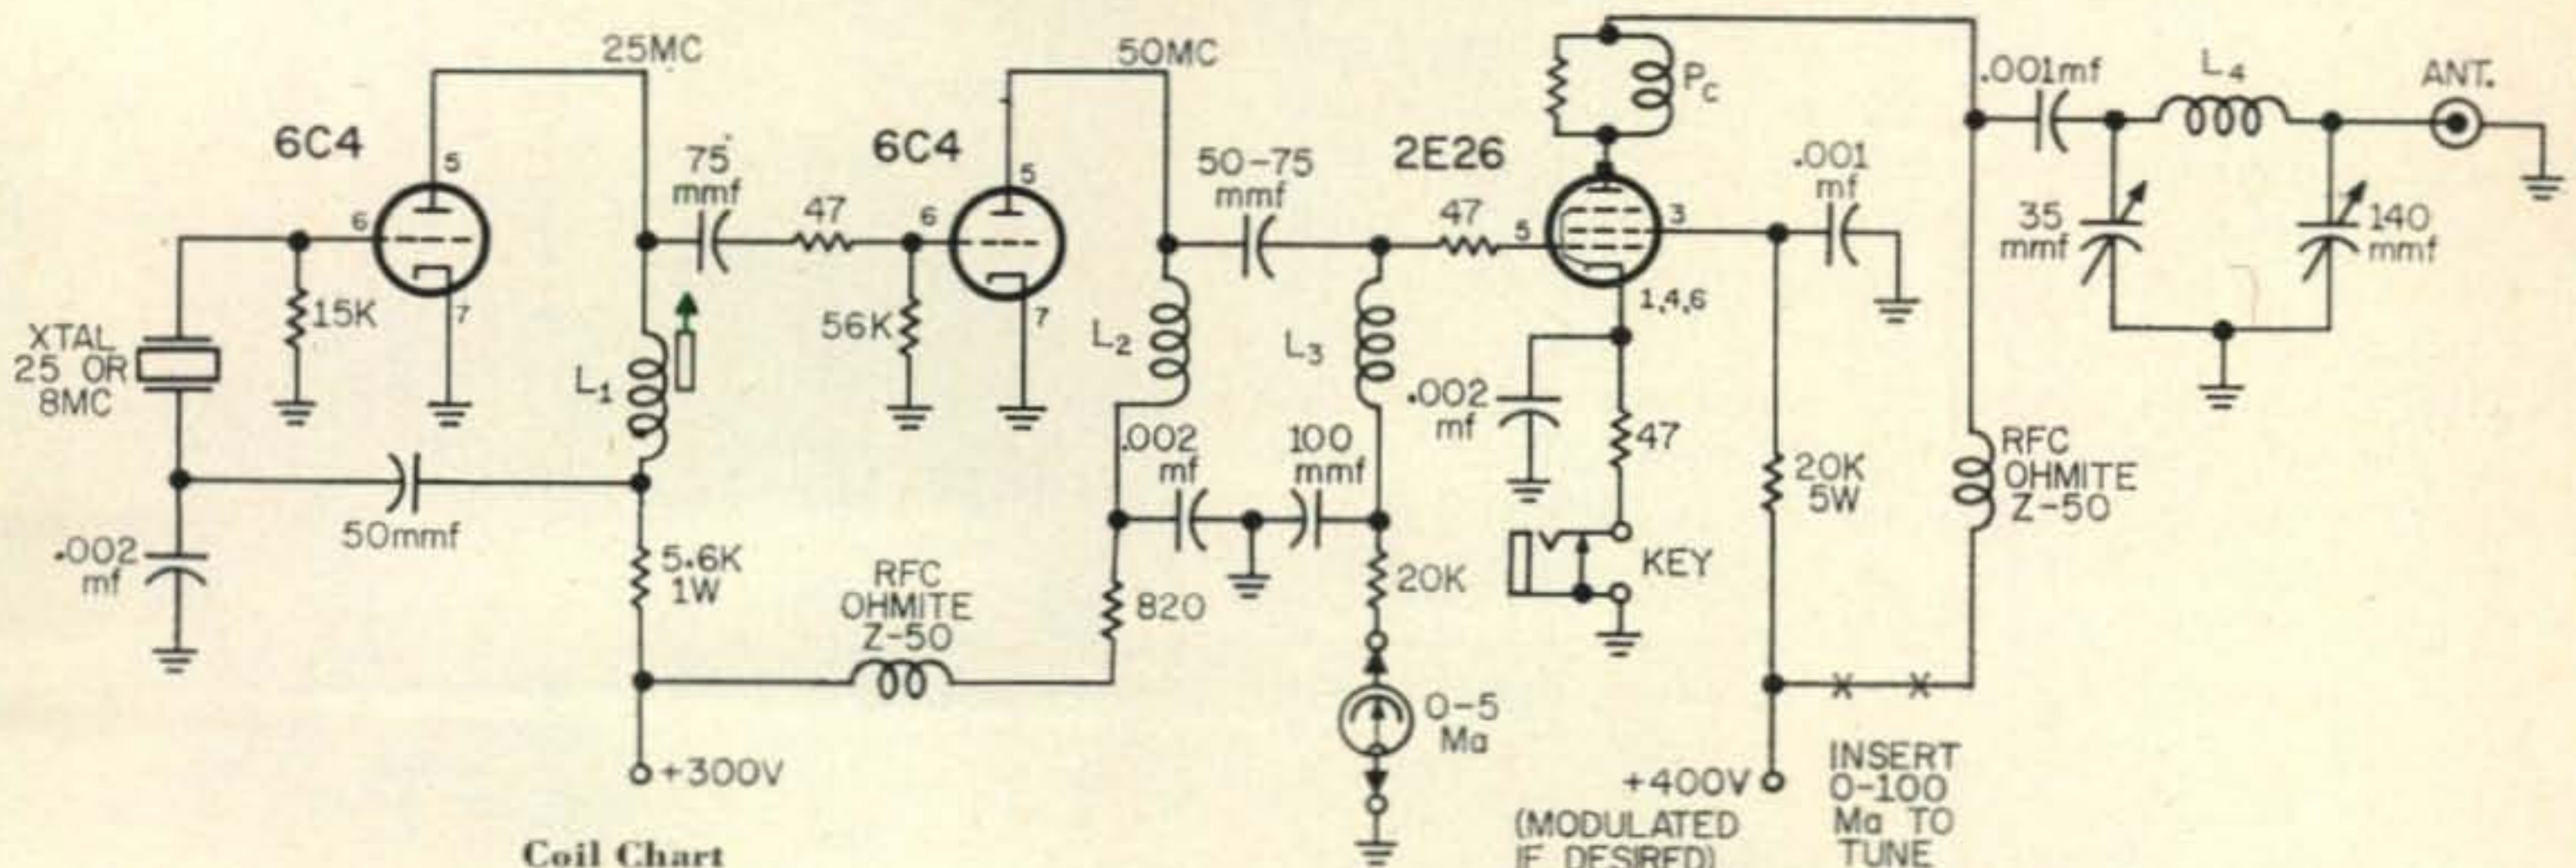 25MC
50MC
6C4
5
6
7
XTAL
25 OR
8MC
15K
.002
mf
50mmf
L1
75
mmf
47
5.6K
1W
+300V
6C4
5
6
7
56K
RFC
OHMITE
Z-50
L2
50-75
mmf
.002
mf
820
L3
100
mmf
20K
0-5
Ma
2E26
47
5
3
1,4,6
Pc
.002
mf
47
KEY
.001
mf
20K
5W
+400V
(MODULATED
IF DESIRED)
INSERT
0-100
Ma TO
TUNE
RFC
OHMITE
Z-50
.001mf
L4
ANT.
35
mmf
140
mmf
Coil Chart